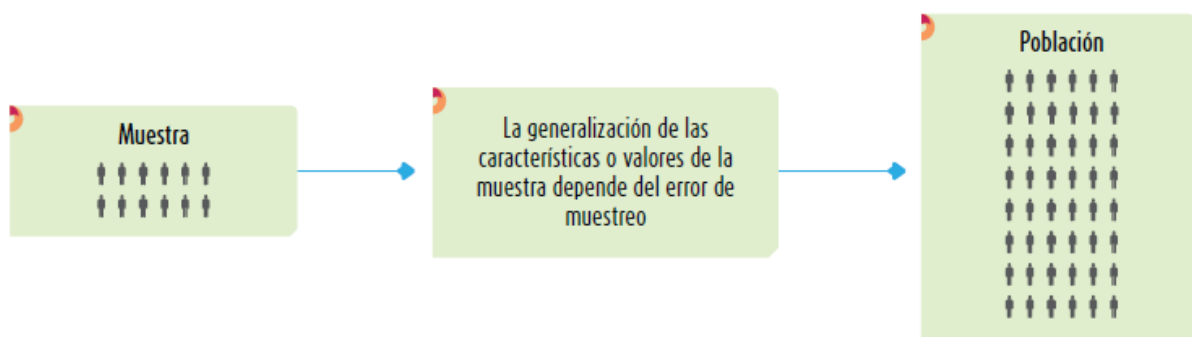 Muestra
La generalización de las
características o valores de la
muestra depende del error de
muestreo
Población